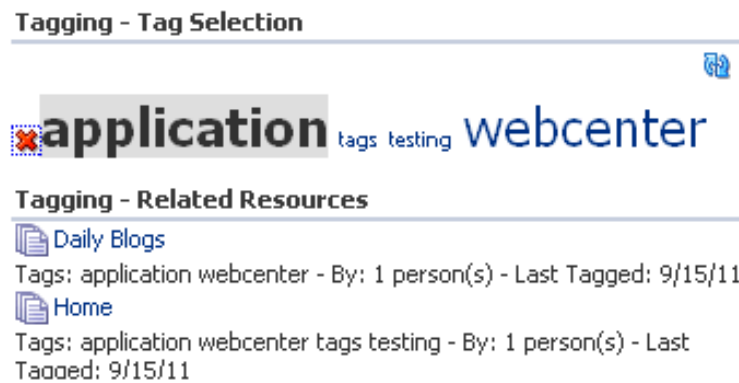 Tagging - Tag Selection
application tags testing webcenter
Tagging - Related Resources
Daily Blogs
Tags: application webcenter - By: 1 person(s) - Last Tagged: 9/15/11
Home
Tags: application webcenter tags testing - By: 1 person(s) - Last
Tagged: 9/15/11